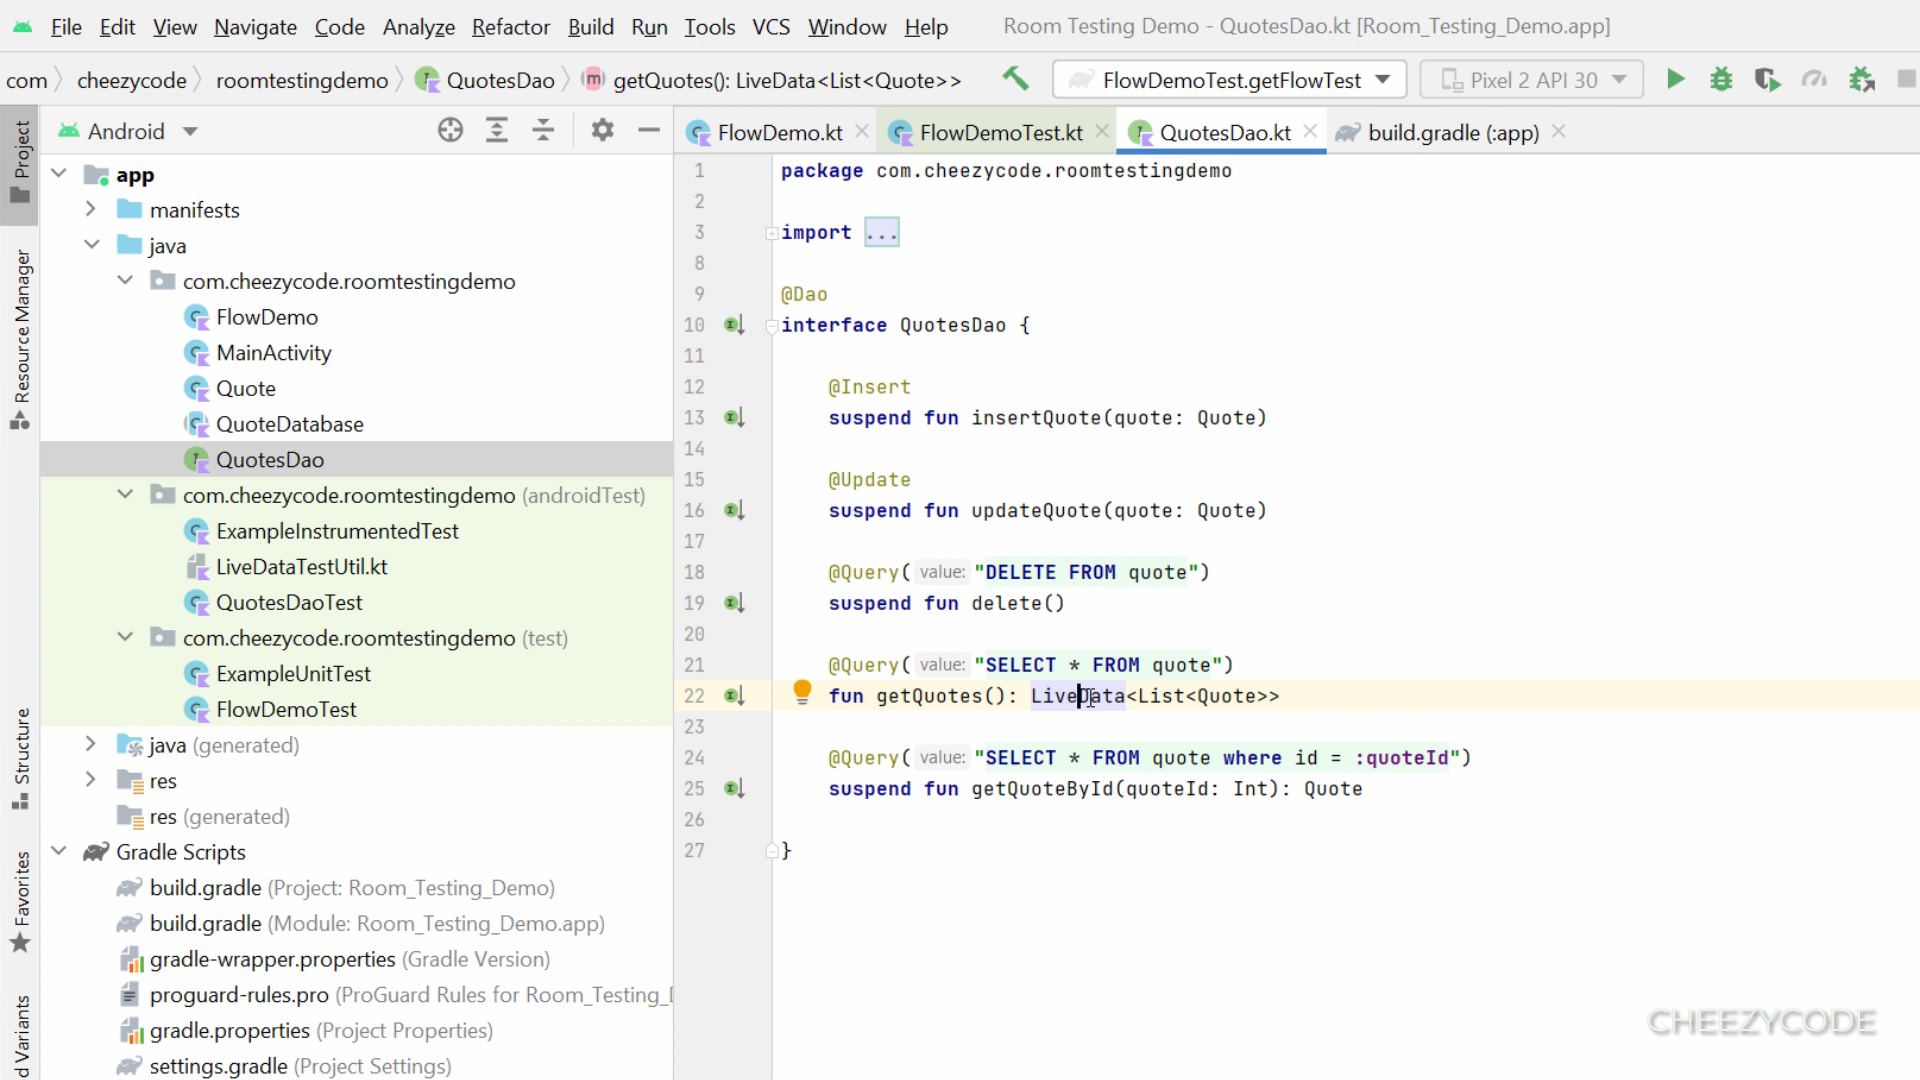 File Edit View Navigate Code Analyze Refactor Build Run Tools VCS Window Help Room Testing Demo - QuotesDao.kt [Room_Testing_Demo.app]
com cheezycode roomtestingdemo QuotesDao getQuotes(): LiveData<List<Quote>> FlowDemoTest.getFlowTest Pixel 2 API 30
Project
Resource Manager
Structure
Favorites
d Variants
Android
app
manifests
java
com.cheezycode.roomtestingdemo
FlowDemo
MainActivity
Quote
QuoteDatabase
QuotesDao
com.cheezycode.roomtestingdemo (androidTest)
ExampleInstrumentedTest
LiveDataTestUtil.kt
QuotesDaoTest
com.cheezycode.roomtestingdemo (test)
ExampleUnitTest
FlowDemoTest
java (generated)
res
res (generated)
Gradle Scripts
build.gradle (Project: Room_Testing_Demo)
build.gradle (Module: Room_Testing_Demo.app)
gradle-wrapper.properties (Gradle Version)
proguard-rules.pro (ProGuard Rules for Room_Testing_
gradle.properties (Project Properties)
settings.gradle (Project Settings)
FlowDemo.kt FlowDemoTest.kt QuotesDao.kt build.gradle (:app)
1 package com.cheezycode.roomtestingdemo
2
3 import ...
8
9 @Dao
10 interface QuotesDao {
11
12 @Insert
13 suspend fun insertQuote(quote: Quote)
14
15 @Update
16 suspend fun updateQuote(quote: Quote)
17
18 @Query( value: "DELETE FROM quote")
19 suspend fun delete()
20
21 @Query( value: "SELECT * FROM quote")
22 fun getQuotes(): LiveData<List<Quote>>
23
24 @Query( value: "SELECT * FROM quote where id = :quoteId")
25 suspend fun getQuoteById(quoteId: Int): Quote
26
27 }
CHEEZYCODE